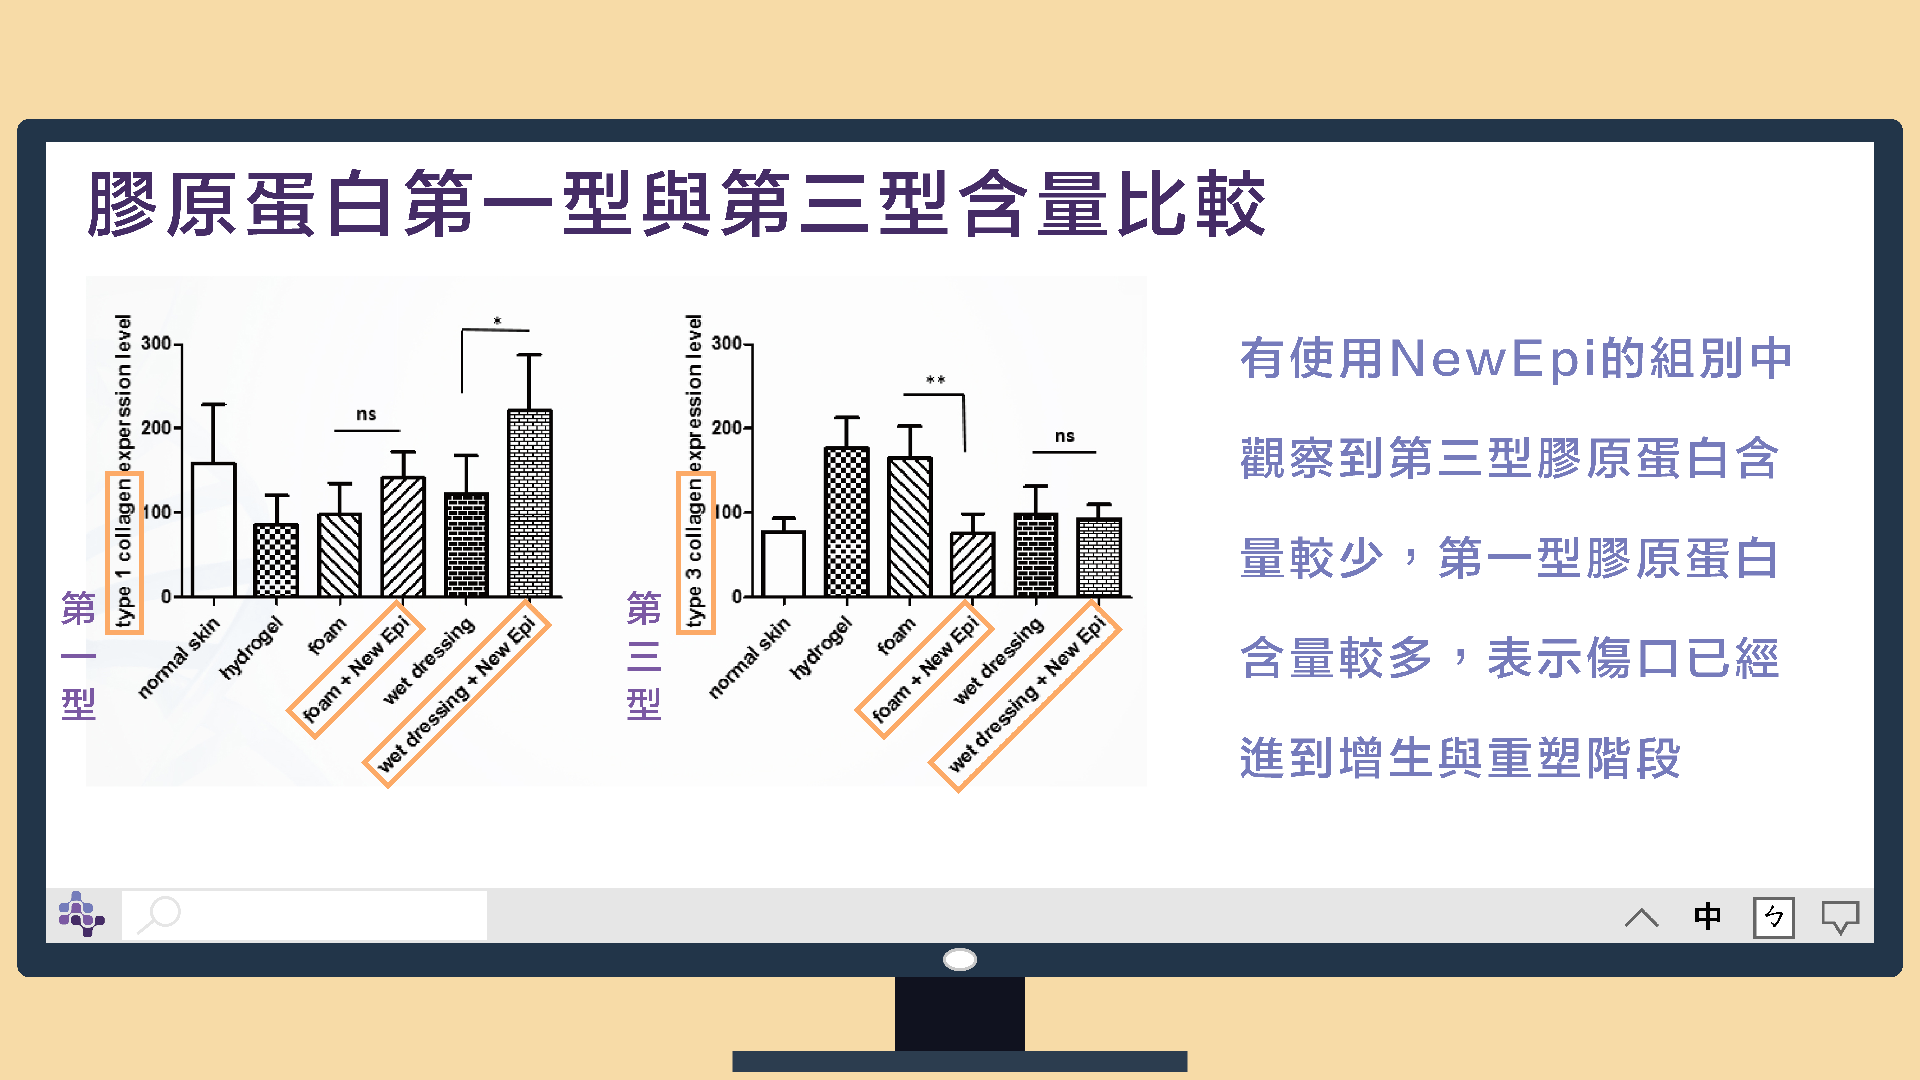 膠原蛋白第一型與第三型含量比較
type 1 collagen experssion level
300
200
100
0
ns
*
normal skin
hydrogel
foam
foam + New Epi
wet dressing
wet dressing + New Epi
第一型
type 3 collagen expression level
300
200
100
0
**
ns
normal skin
hydrogel
foam
foam + New Epi
wet dressing
wet dressing + New Epi
第三型
有使用NewEpi的組別中
觀察到第三型膠原蛋白含
量較少，第一型膠原蛋白
含量較多，表示傷口已經
進到增生與重塑階段
中
ㄅ